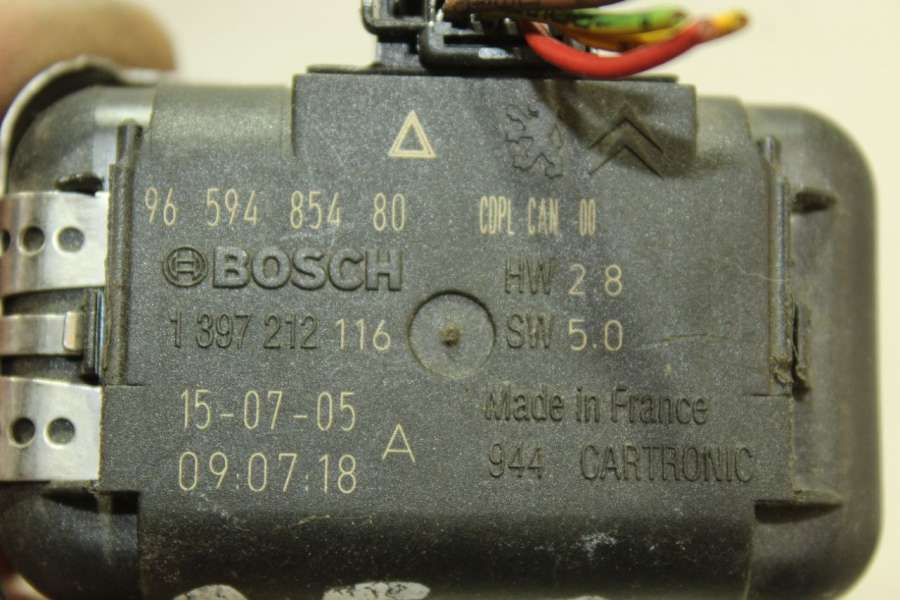 96 594 854 80 CDPL CAN 00
BOSCH HW 2.8
1 397 212 116 SW 5.0
15-07-05 Made in France
A
09:07:18 944 CARTRONIC